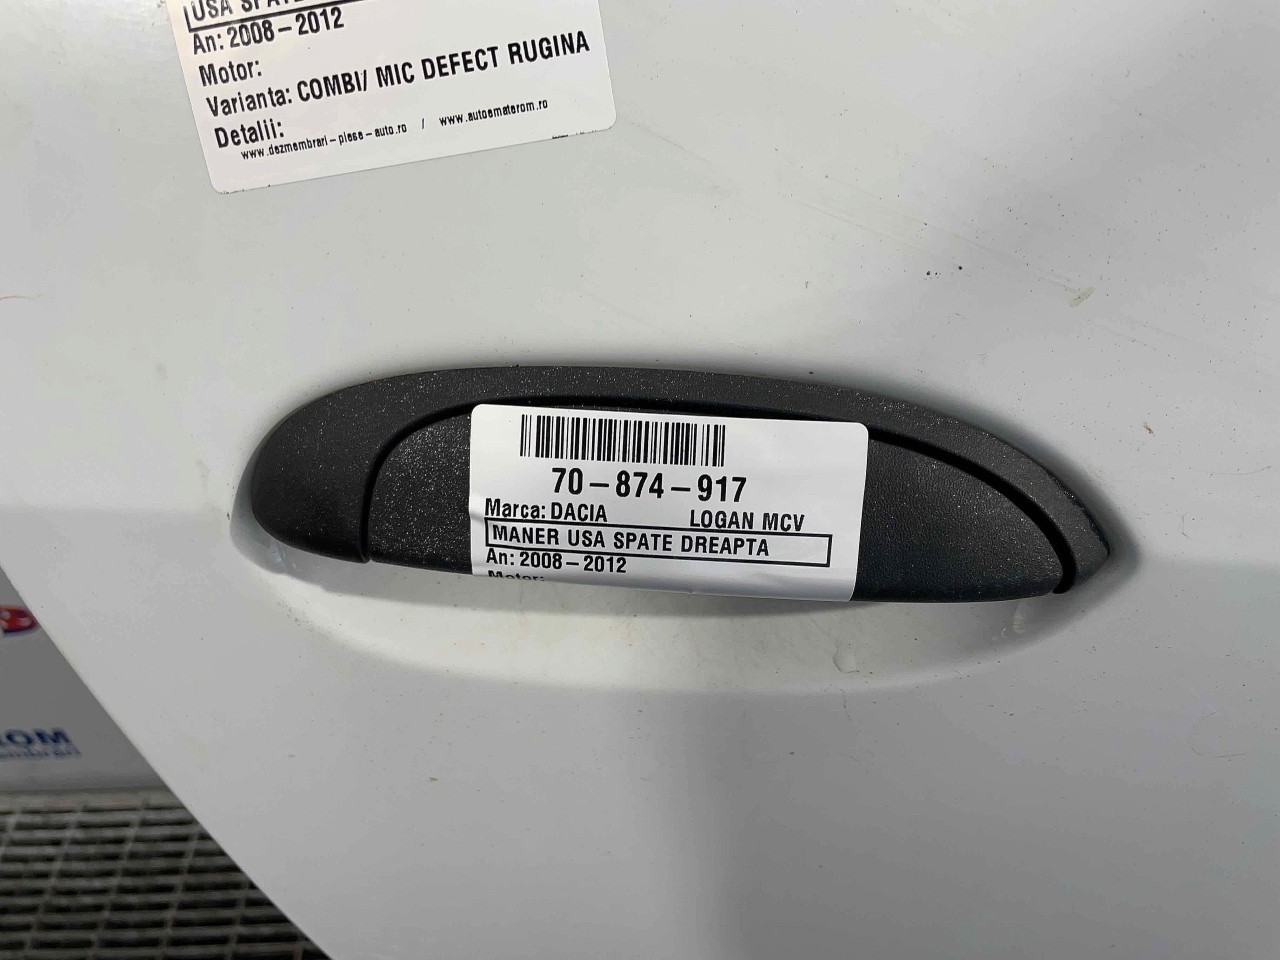 USA SPATE
An: 2008-2012
Motor:
Varianta: COMBI/ MIC DEFECT RUGINA
Detalii:
www.dezmembrari-piese-auto.ro / www.autoematerom.ro
70-874-917
Marca: DACIA LOGAN MCV
MANER USA SPATE DREAPTA
An: 2008-2012
Motor:
ROM